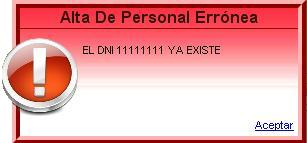 Alta De Personal Errónea
EL DNI 11111111 YA EXISTE
Aceptar